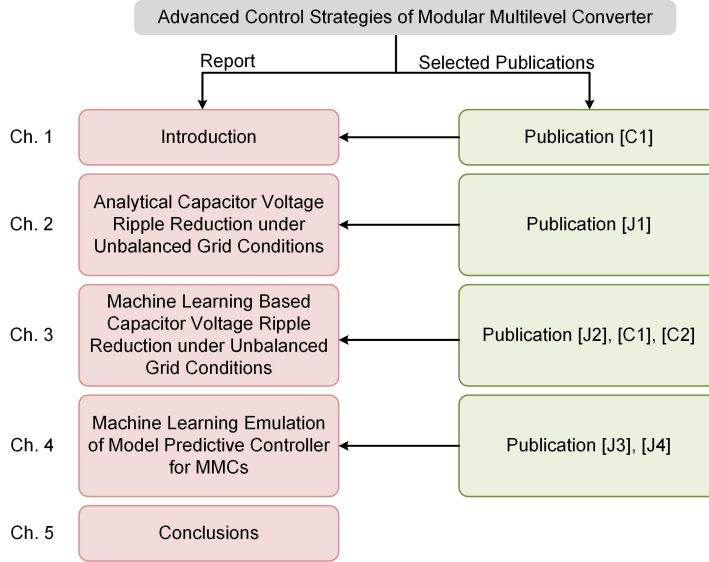 Advanced Control Strategies of Modular Multilevel Converter
Report
Selected Publications
Ch. 1
Introduction
Publication [C1]
Ch. 2
Analytical Capacitor Voltage
Ripple Reduction under
Unbalanced Grid Conditions
Publication [J1]
Ch. 3
Machine Learning Based
Capacitor Voltage Ripple
Reduction under Unbalanced
Grid Conditions
Publication [J2], [C1], [C2]
Ch. 4
Machine Learning Emulation
of Model Predictive Controller
for MMCs
Publication [J3], [J4]
Ch. 5
Conclusions